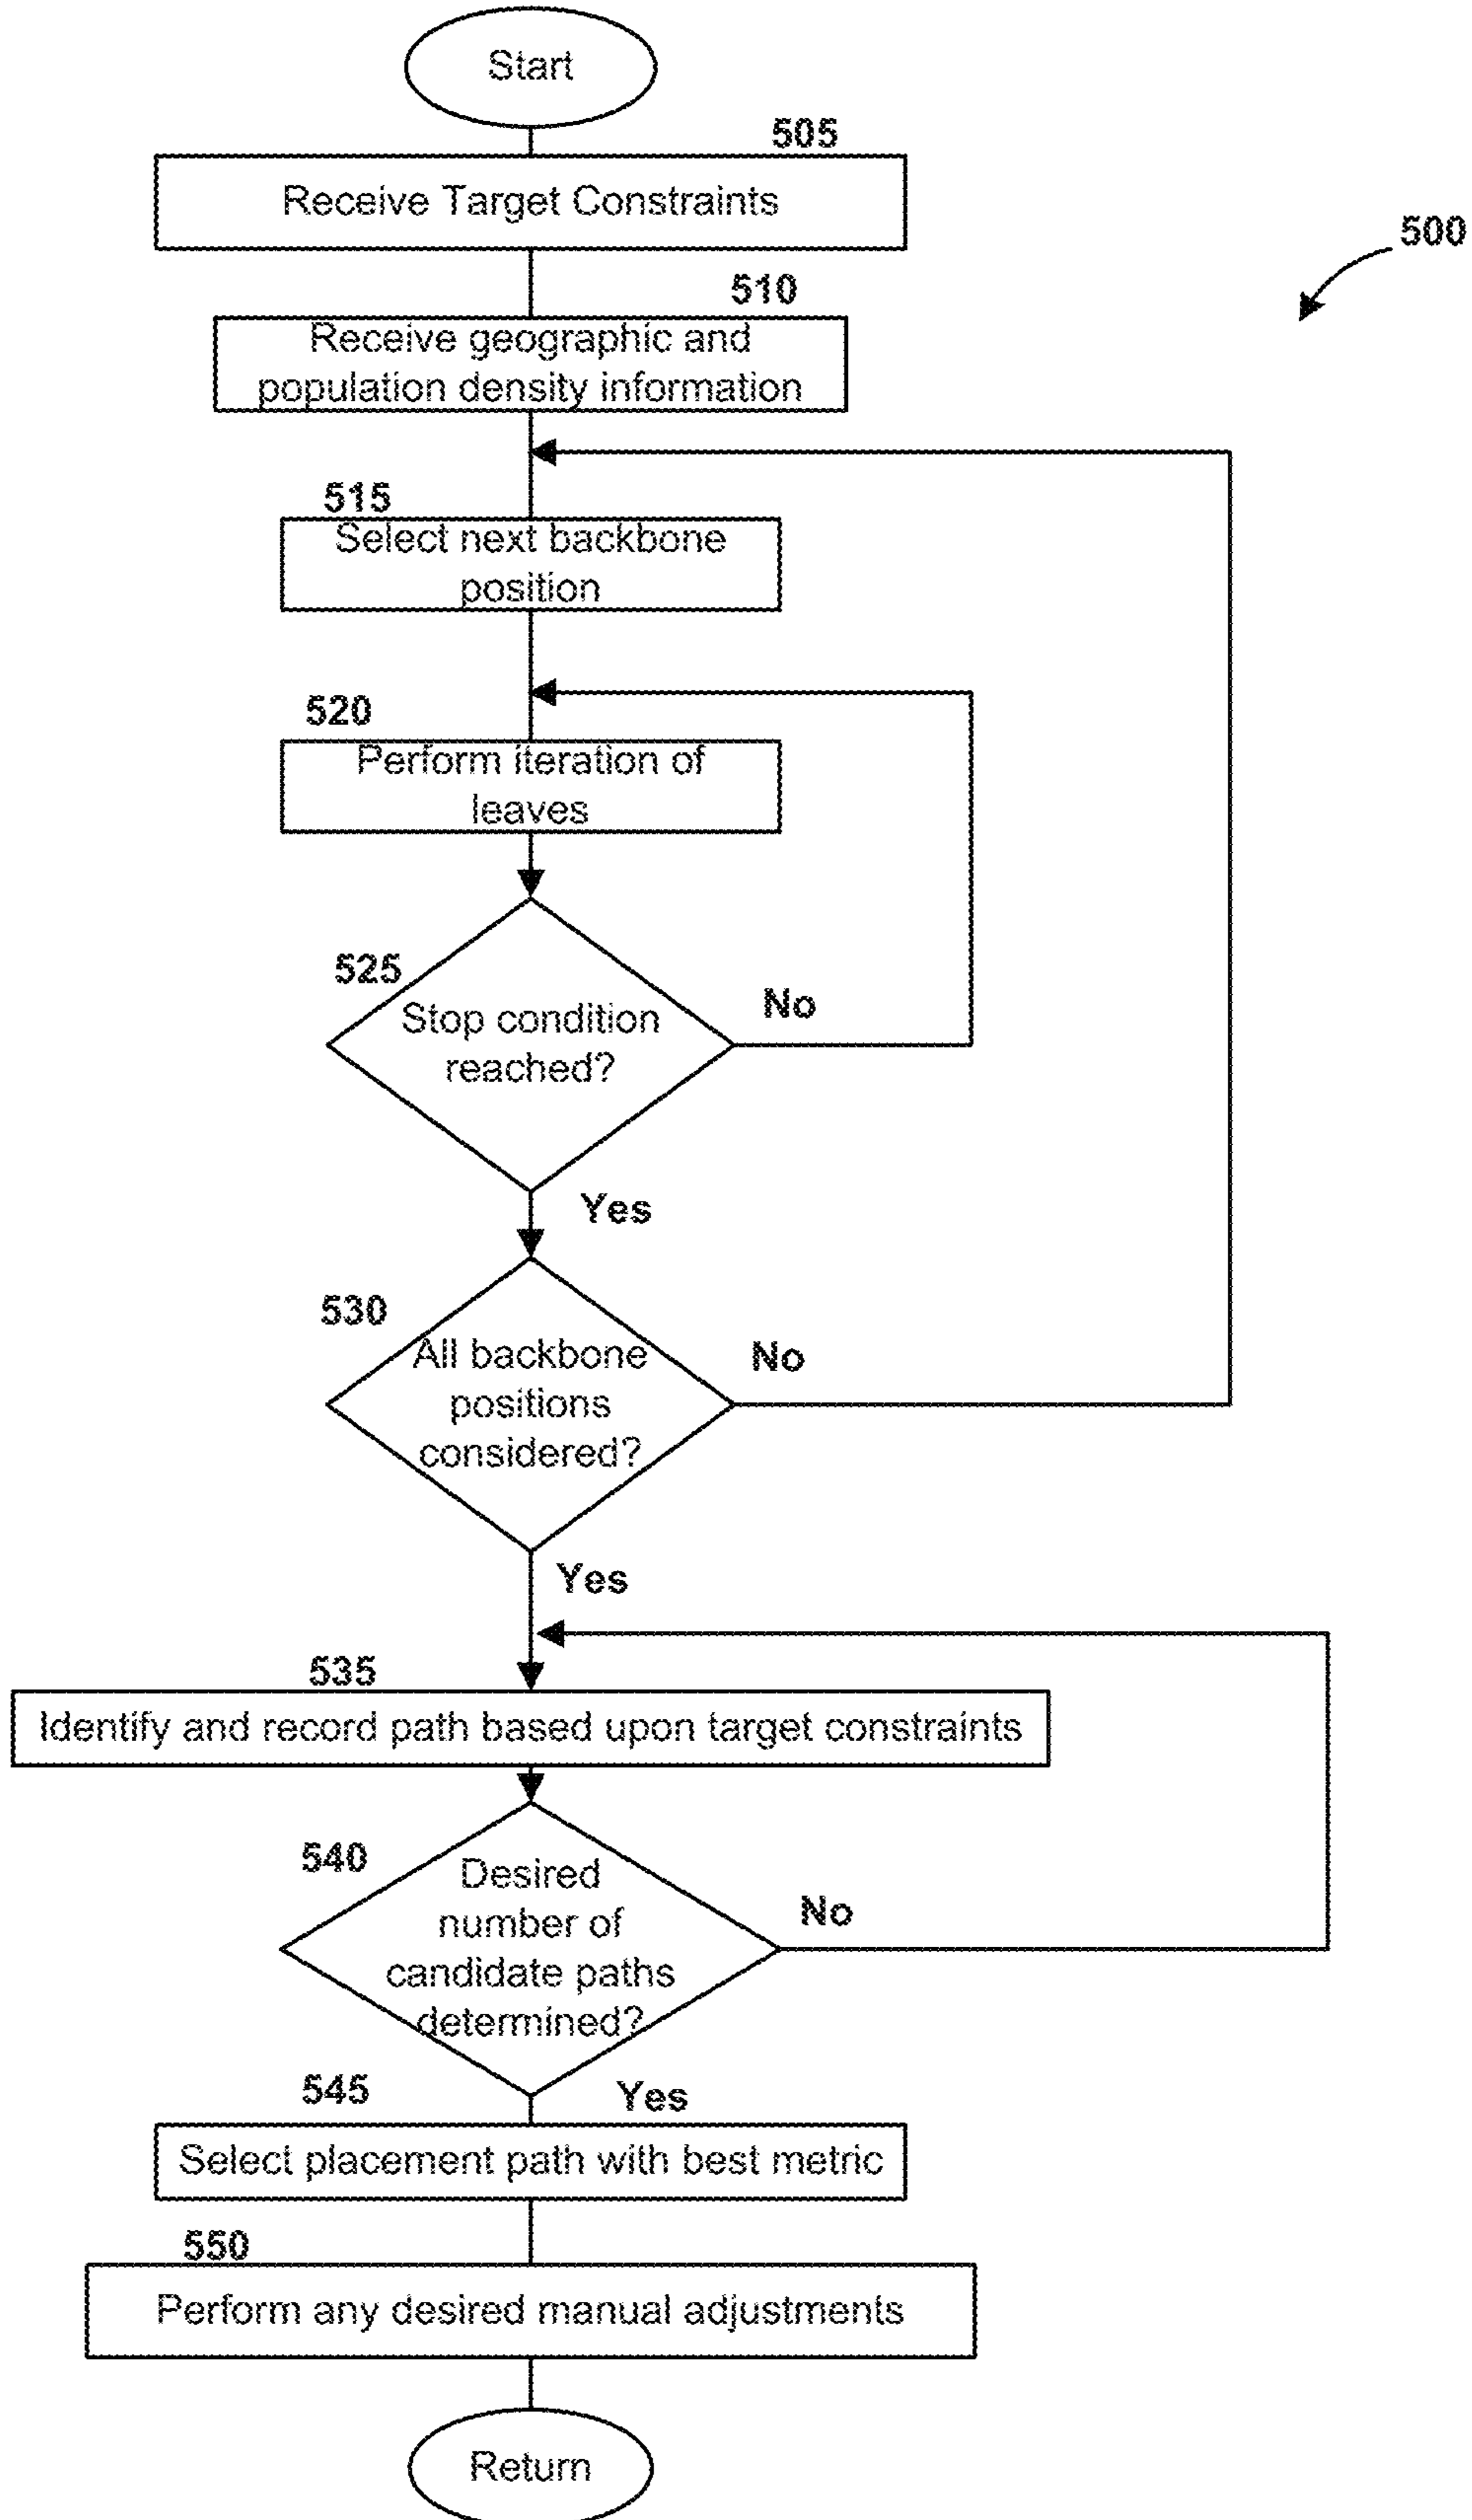 Start
505
Receive Target Constraints
500
510
Receive geographic and
population density information
515
Select next backbone
position
520
Perform iteration of
leaves
525
Stop condition
reached?
No
Yes
530
All backbone
positions
considered?
No
Yes
535
Identify and record path based upon target constraints
540
Desired
number of
candidate paths
determined?
No
545
Yes
Select placement path with best metric
550
Perform any desired manual adjustments
Return